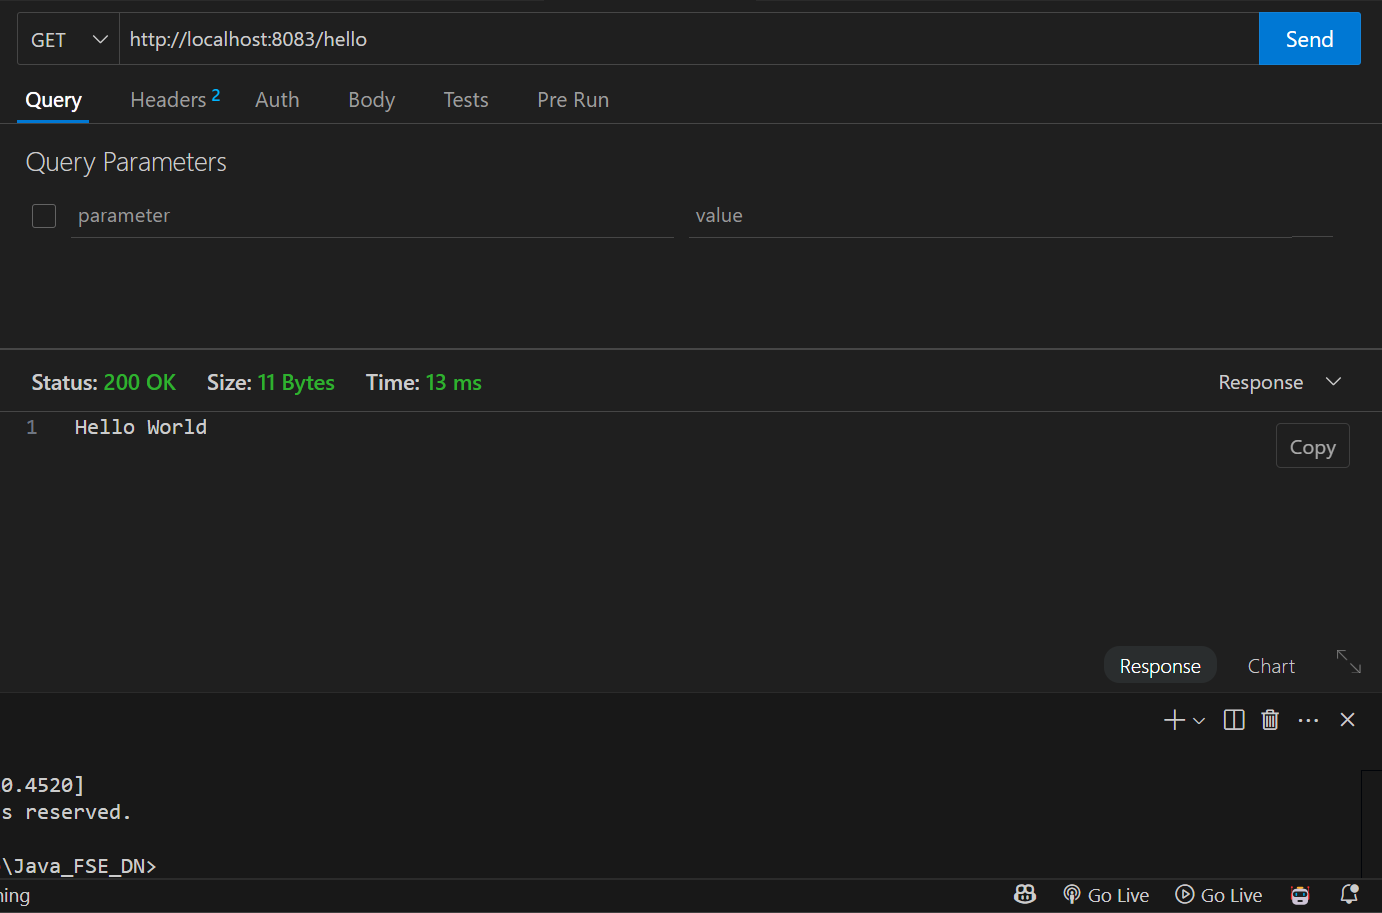 GET http://localhost:8083/hello Send
Query Headers 2 Auth Body Tests Pre Run
Query Parameters
parameter value
Status: 200 OK Size: 11 Bytes Time: 13 ms Response
1 Hello World
Copy
Response Chart
0.4520]
s reserved.
\Java_FSE_DN>
ning Go Live Go Live